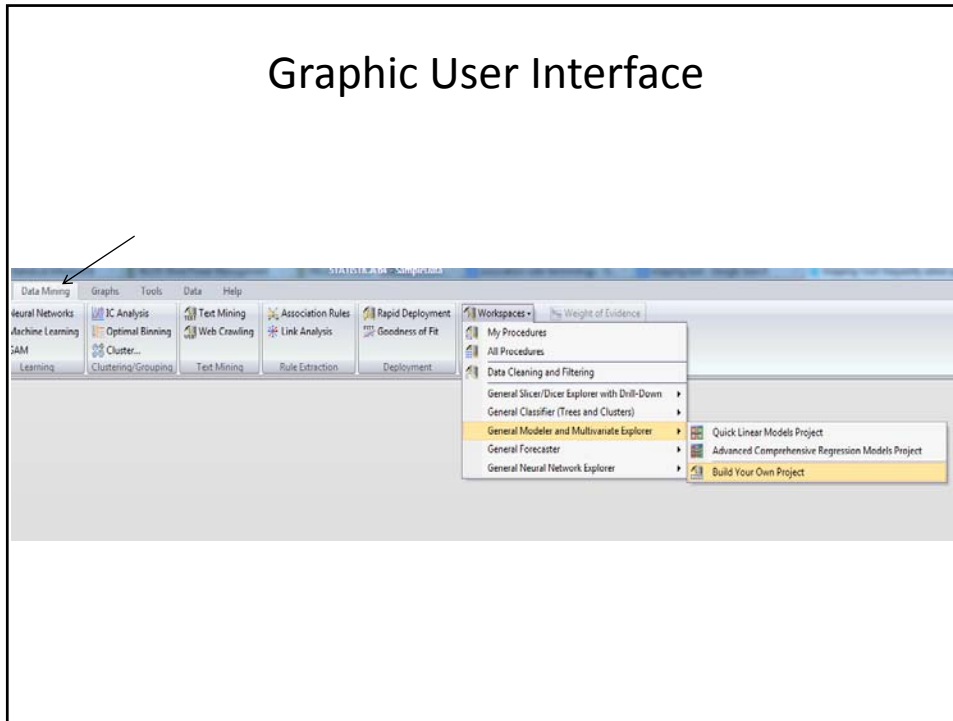 Graphic User Interface
STATISTICA 64 - SampleData
Data Mining Graphs Tools Data Help
Neural Networks IC Analysis Text Mining Association Rules Rapid Deployment Workspaces Weight of Evidence
Machine Learning Optimal Binning Web Crawling Link Analysis Goodness of Fit
Cluster...
Learning Clustering/Grouping Text Mining Rule Extraction Deployment
My Procedures
All Procedures
Data Cleaning and Filtering
General Slicer/Dicer Explorer with Drill-Down
General Classifier (Trees and Clusters)
General Modeler and Multivariate Explorer
General Forecaster
General Neural Network Explorer
Quick Linear Models Project
Advanced Comprehensive Regression Models Project
Build Your Own Project